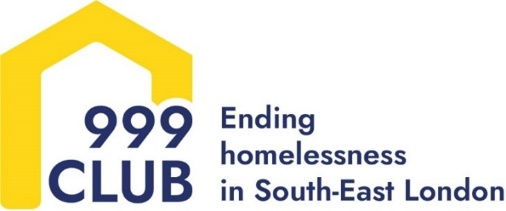 999
CLUB
Ending
homelessness
in South-East London